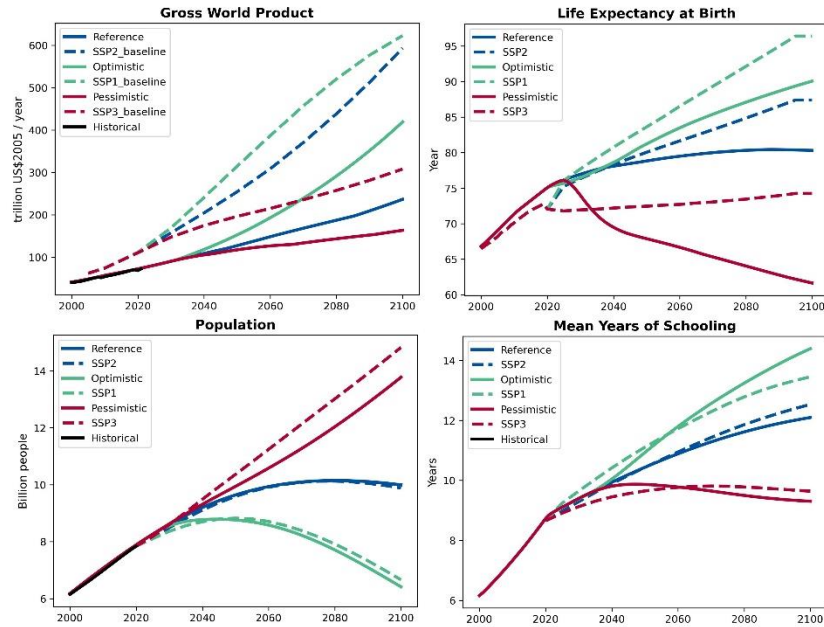 Gross World Product
trillion US$2005 / year
600
500
400
300
200
100
Reference
SSP2_baseline
Optimistic
SSP1_baseline
Pessimistic
SSP3_baseline
Historical
2000 2020 2040 2060 2080 2100
Life Expectancy at Birth
Year
95
90
85
80
75
70
65
60
Reference
SSP2
Optimistic
SSP1
Pessimistic
SSP3
2000 2020 2040 2060 2080 2100
Population
Billion people
14
12
10
8
6
Reference
SSP2
Optimistic
SSP1
Pessimistic
SSP3
Historical
2000 2020 2040 2060 2080 2100
Mean Years of Schooling
Years
14
12
10
8
6
Reference
SSP2
Optimistic
SSP1
Pessimistic
SSP3
Historical
2000 2020 2040 2060 2080 2100